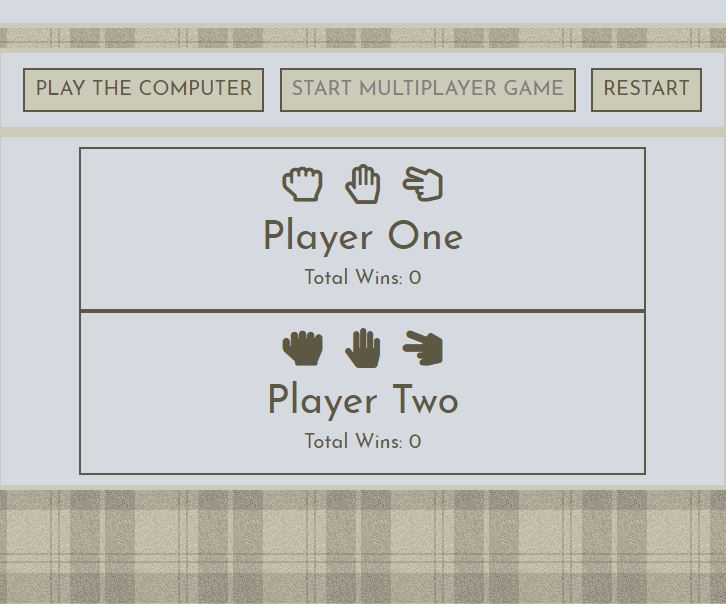 PLAY THE COMPUTER
START MULTIPLAYER GAME
RESTART
Player One
Total Wins: 0
Player Two
Total Wins: 0